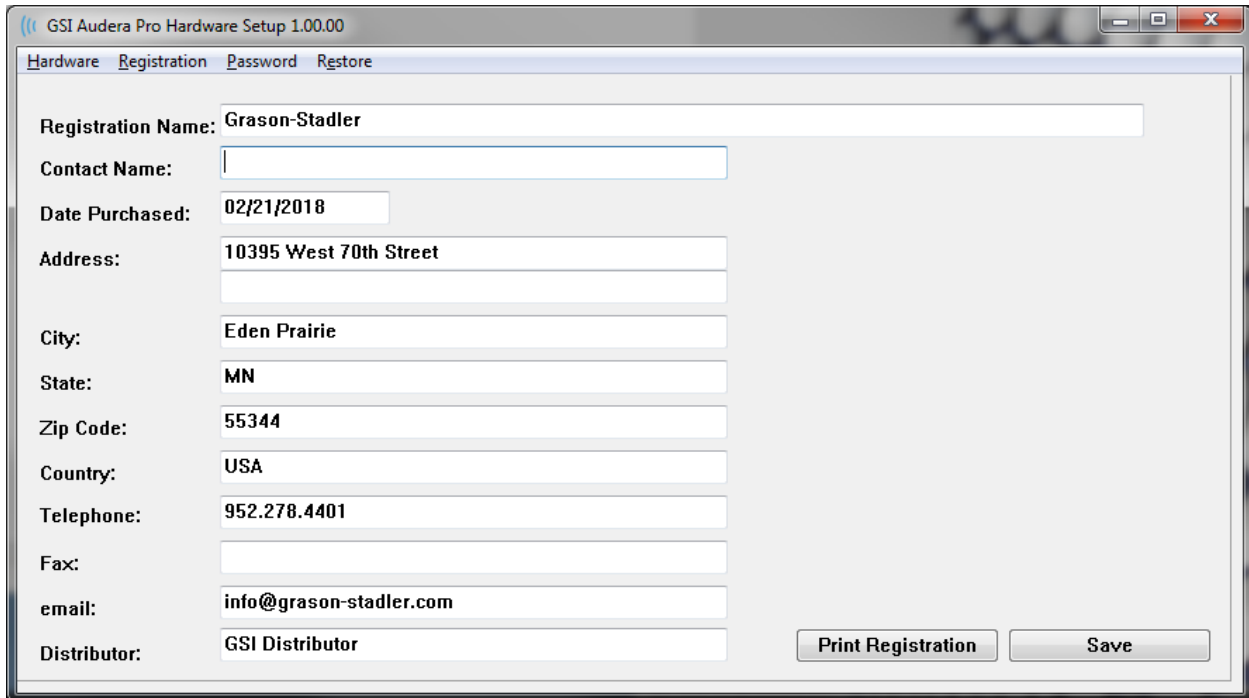 GSI Audera Pro Hardware Setup 1.00.00
Hardware Registration Password Restore
Registration Name: Grason-Stadler
Contact Name:
Date Purchased: 02/21/2018
Address: 10395 West 70th Street
City: Eden Prairie
State: MN
Zip Code: 55344
Country: USA
Telephone: 952.278.4401
Fax:
email: info@grason-stadler.com
Distributor: GSI Distributor
Print Registration Save